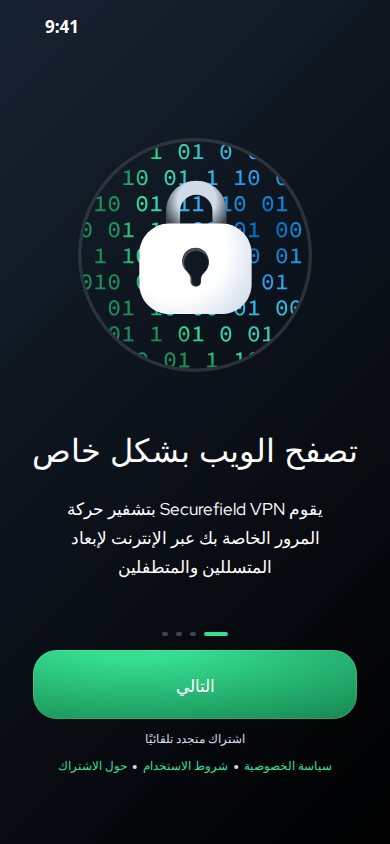 9:41
تصفح الويب بشكل خاص
يقوم Securefield VPN بتشفير حركة
المرور الخاصة بك عبر الإنترنت لإبعاد
المتسللين والمتطفلين
التالي
اشتراك متجدد تلقائيًا
سياسة الخصوصية • شروط الاستخدام • حول الاشتراك